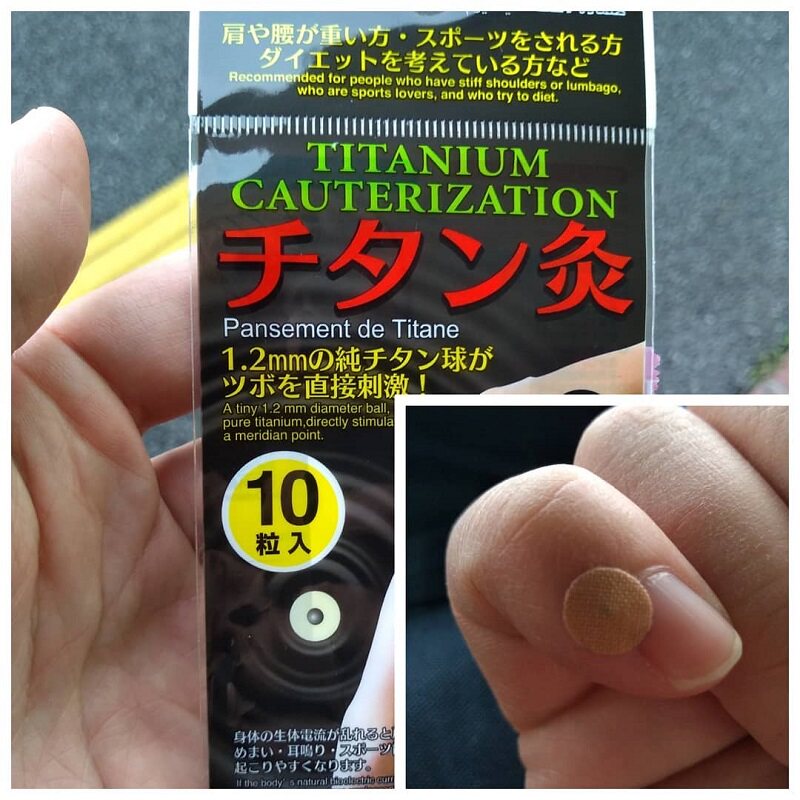 肩や腰が重い方・スポーツをされる方
ダイエットを考えている方など
Recommended for people who have stiff shoulders or lumbago,
who are sports lovers, and who try to diet.
TITANIUM
CAUTERIZATION
チタン灸
Pansement de Titane
1.2mmの純チタン球が
ツボを直接刺激!
A tiny 1.2 mm diameter ball,
pure titanium,directly
a meridian point.
10
粒入
身体の生体電流が乱れると
めまい・耳鳴り・スポーツ
起こりやすくなります。
If the body's natural bioelectric